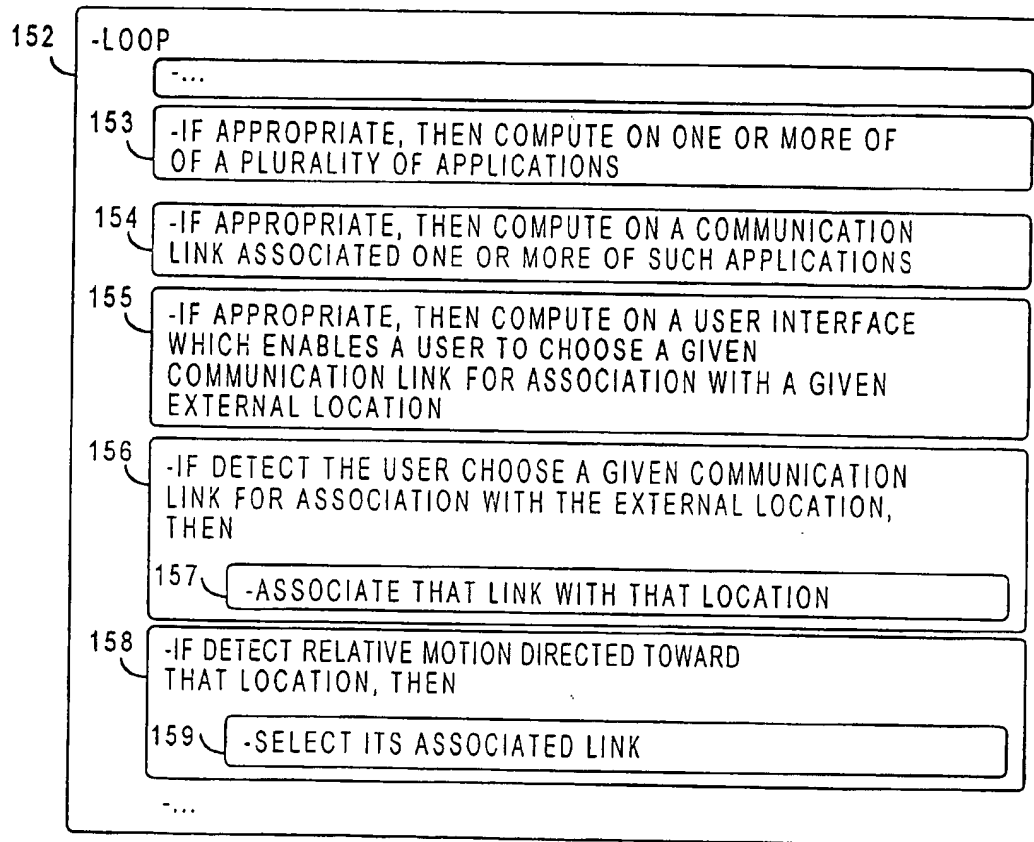 152 -LOOP
-...
153 -IF APPROPRIATE, THEN COMPUTE ON ONE OR MORE OF
OF A PLURALITY OF APPLICATIONS
154 -IF APPROPRIATE, THEN COMPUTE ON A COMMUNICATION
LINK ASSOCIATED ONE OR MORE OF SUCH APPLICATIONS
155 -IF APPROPRIATE, THEN COMPUTE ON A USER INTERFACE
WHICH ENABLES A USER TO CHOOSE A GIVEN
COMMUNICATION LINK FOR ASSOCIATION WITH A GIVEN
EXTERNAL LOCATION
156 -IF DETECT THE USER CHOOSE A GIVEN COMMUNICATION
LINK FOR ASSOCIATION WITH THE EXTERNAL LOCATION,
THEN
157 -ASSOCIATE THAT LINK WITH THAT LOCATION
158 -IF DETECT RELATIVE MOTION DIRECTED TOWARD
THAT LOCATION, THEN
159 -SELECT ITS ASSOCIATED LINK
-...